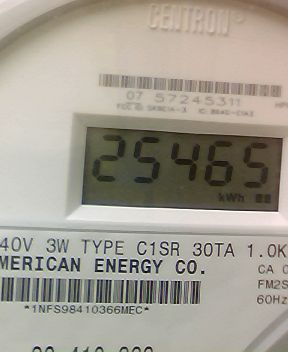 CENTRON®
07 57245311
25465
kWh
40V 3W TYPE C1SR 30TA 1.0K
MERICAN ENERGY CO.
CA 0
FM2S
60Hz
*1NFS98410366MEC*